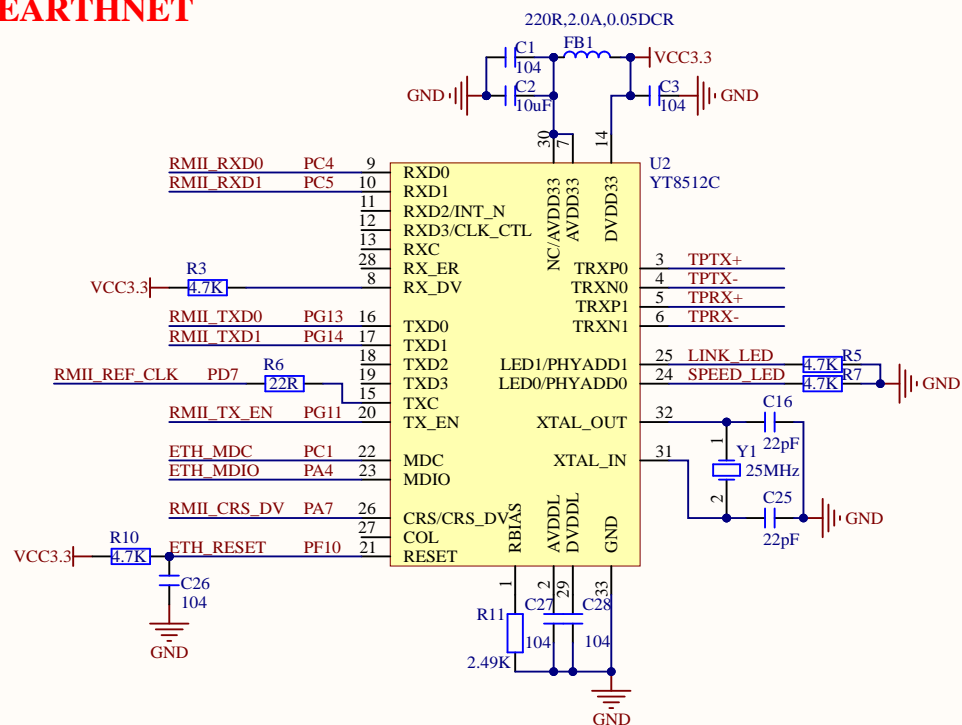 EARTHNET
220R,2.0A,0.05DCR
C1
FB1
VCC3.3
104
C2
C3
GND
10uF
104
GND
30
7
14
U2
YT8512C
RMII_RXD0 PC4 9 RXD0
RMII_RXD1 PC5 10 RXD1
11 RXD2/INT_N
12 RXD3/CLK_CTL
13 RXC
28 RX_ER
R3
VCC3.3 4.7K 8 RX_DV
NC/AVDD33
AVDD33
DVDD33
TRXP0 3 TPTX+
TRXN0 4 TPTX-
TRXP1 5 TPRX+
TRXN1 6 TPRX-
RMII_TXD0 PG13 16 TXD0
RMII_TXD1 PG14 17 TXD1
18 TXD2
19 TXD3
R6
RMII_REF_CLK PD7 22R 15 TXC
RMII_TX_EN PG11 20 TX_EN
LED1/PHYADD1 25 LINK_LED 4.7K R5
LED0/PHYADD0 24 SPEED_LED 4.7K R7
GND
XTAL_OUT 32
C16
22pF
1
Y1
25MHz
XTAL_IN 31
2
C25
22pF
GND
ETH_MDC PC1 22 MDC
ETH_MDIO PA4 23 MDIO
RMII_CRS_DV PA7 26 CRS/CRS_DV
27 COL
R10
VCC3.3 4.7K ETH_RESET PF10 21 RESET
C26
104
GND
RBIAS
AVDDL
DVDDL
GND
1
2
29
33
R11
2.49K
C27
104
C28
104
GND